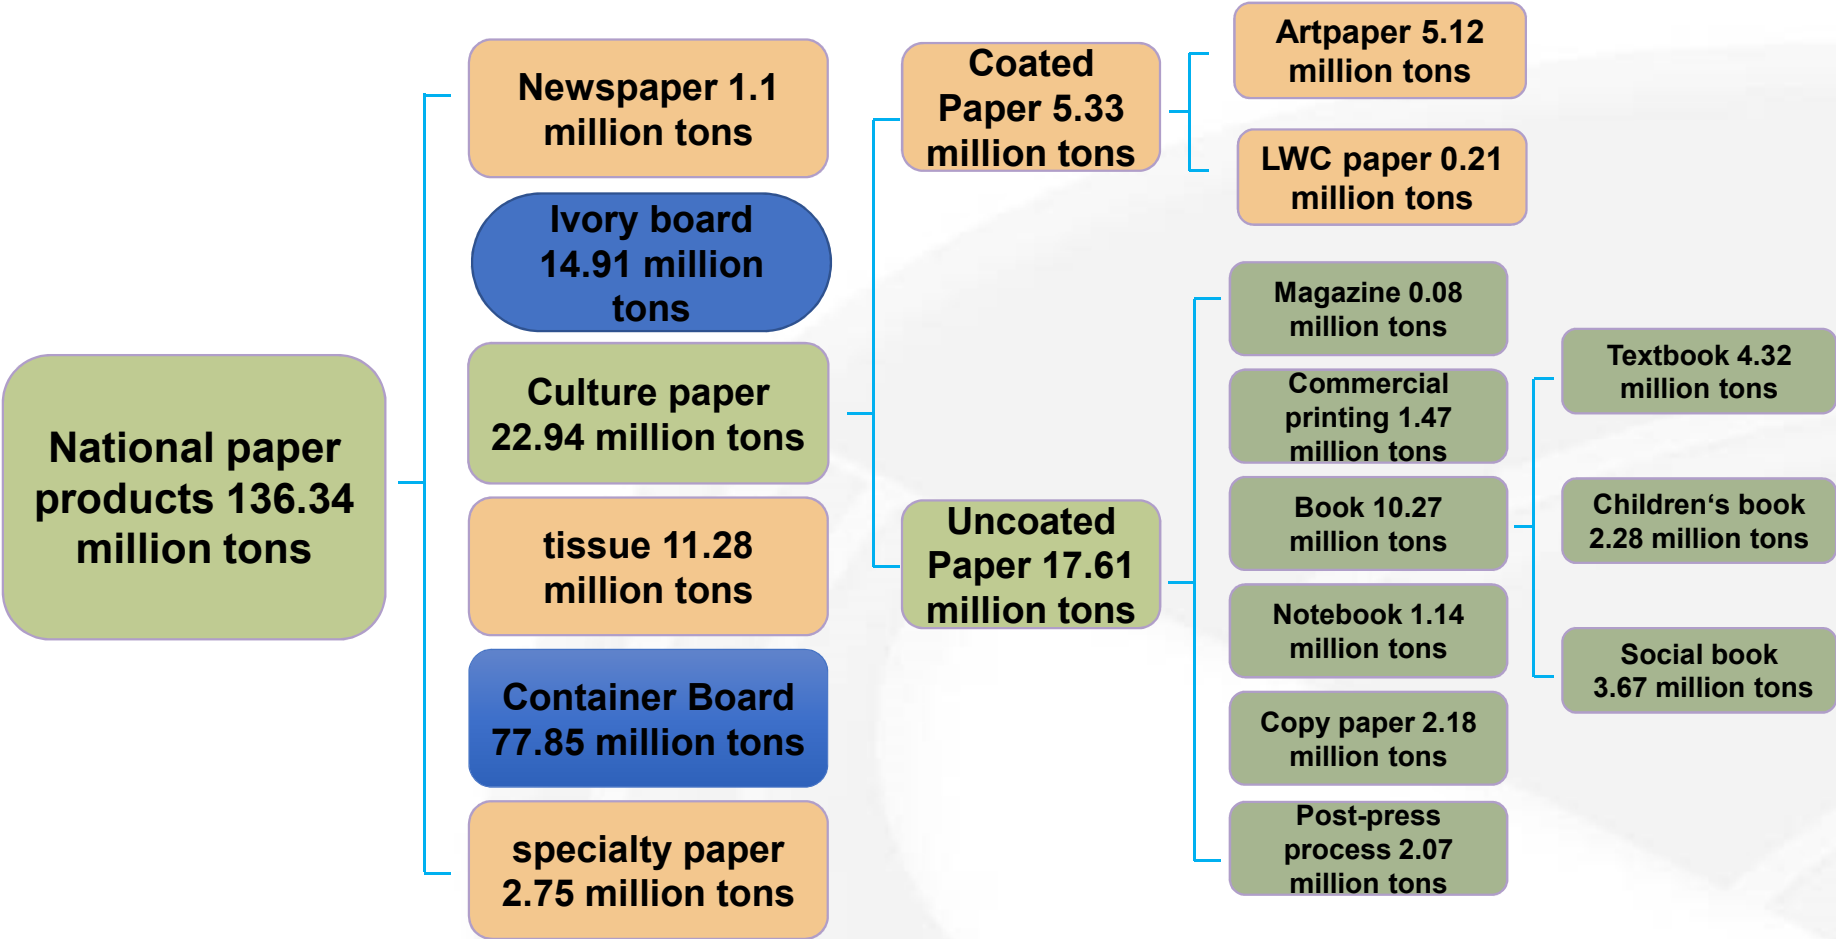 National paper
products 136.34
million tons
Newspaper 1.1
million tons
Ivory board
14.91 million
tons
Culture paper
22.94 million tons
tissue 11.28
million tons
Container Board
77.85 million tons
specialty paper
2.75 million tons
Coated
Paper 5.33
million tons
Uncoated
Paper 17.61
million tons
Artpaper 5.12
million tons
LWC paper 0.21
million tons
Magazine 0.08
million tons
Commercial
printing 1.47
million tons
Book 10.27
million tons
Notebook 1.14
million tons
Copy paper 2.18
million tons
Post-press
process 2.07
million tons
Textbook 4.32
million tons
Children‘s book
2.28 million tons
Social book
3.67 million tons